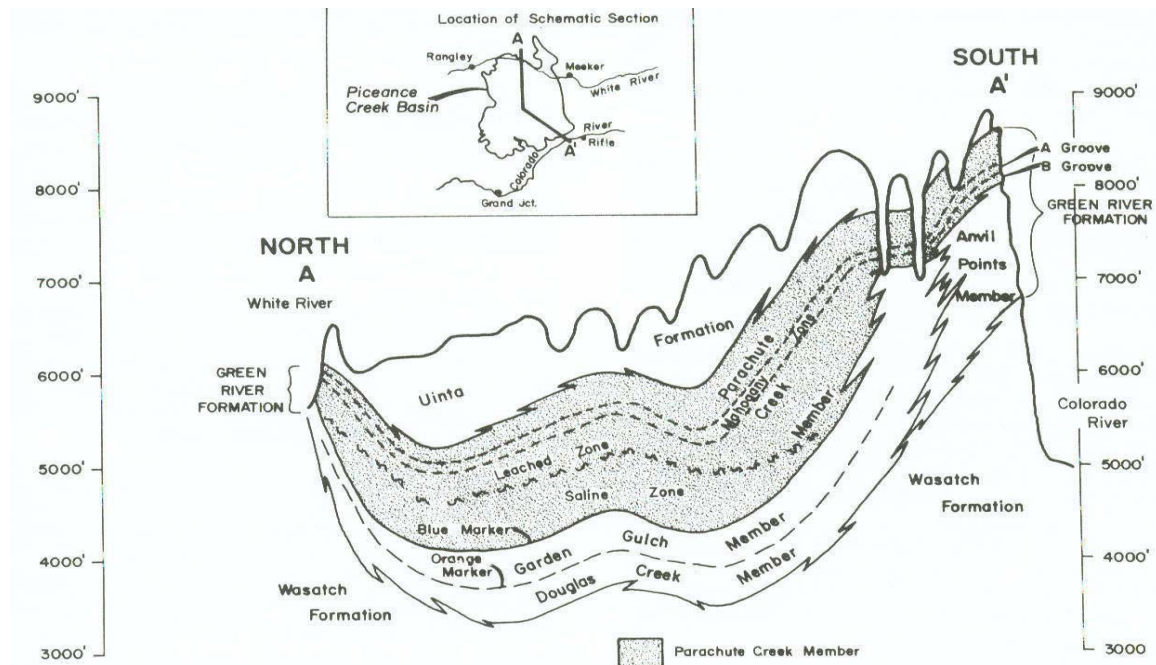 Location of Schematic Section
A
Rangley
Meeker
White River
Piceance
Creek Basin
River
Rifle
A'
Colorado
Grand Jct.
SOUTH
A'
9000'
9000'
A Groove
B Groove
8000'
8000'
GREEN RIVER
FORMATION
NORTH
A
White River
Anvil
Points
Member
7000'
7000'
Formation
Parachute
Mahogany Zone
Creek
Member
6000'
6000'
GREEN
RIVER
FORMATION
Uinta
Colorado
River
Leached Zone
5000'
5000'
Saline Zone
Wasatch
Formation
Blue Marker
Gulch
Member
Garden
Orange
Marker
4000'
4000'
Douglas
Creek
Member
Wasatch
Formation
3000'
3000
Parachute Creek Member